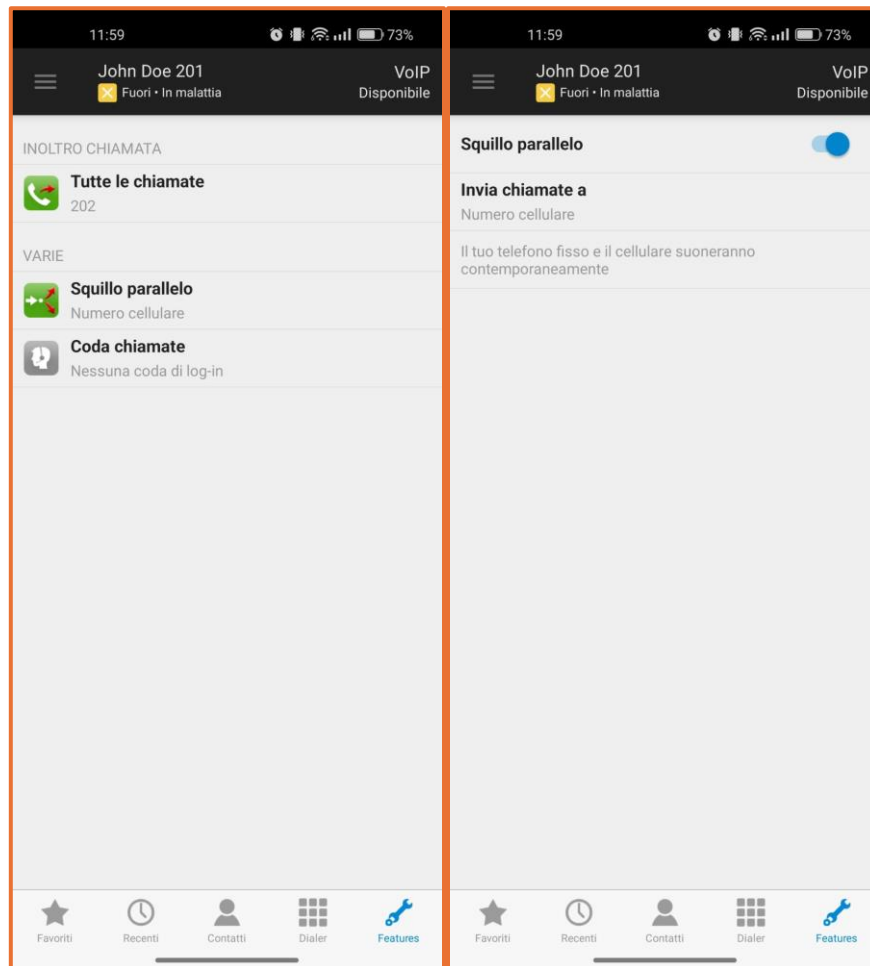 11:59 73%
John Doe 201 VoIP
Fuori • In malattia Disponibile
INOLTRO CHIAMATA
Tutte le chiamate
202
VARIE
Squillo parallelo
Numero cellulare
Coda chiamate
Nessuna coda di log-in
Favoriti Recenti Contatti Dialer Features
11:59 73%
John Doe 201 VoIP
Fuori • In malattia Disponibile
Squillo parallelo
Invia chiamate a
Numero cellulare
Il tuo telefono fisso e il cellulare suoneranno
contemporaneamente
Favoriti Recenti Contatti Dialer Features